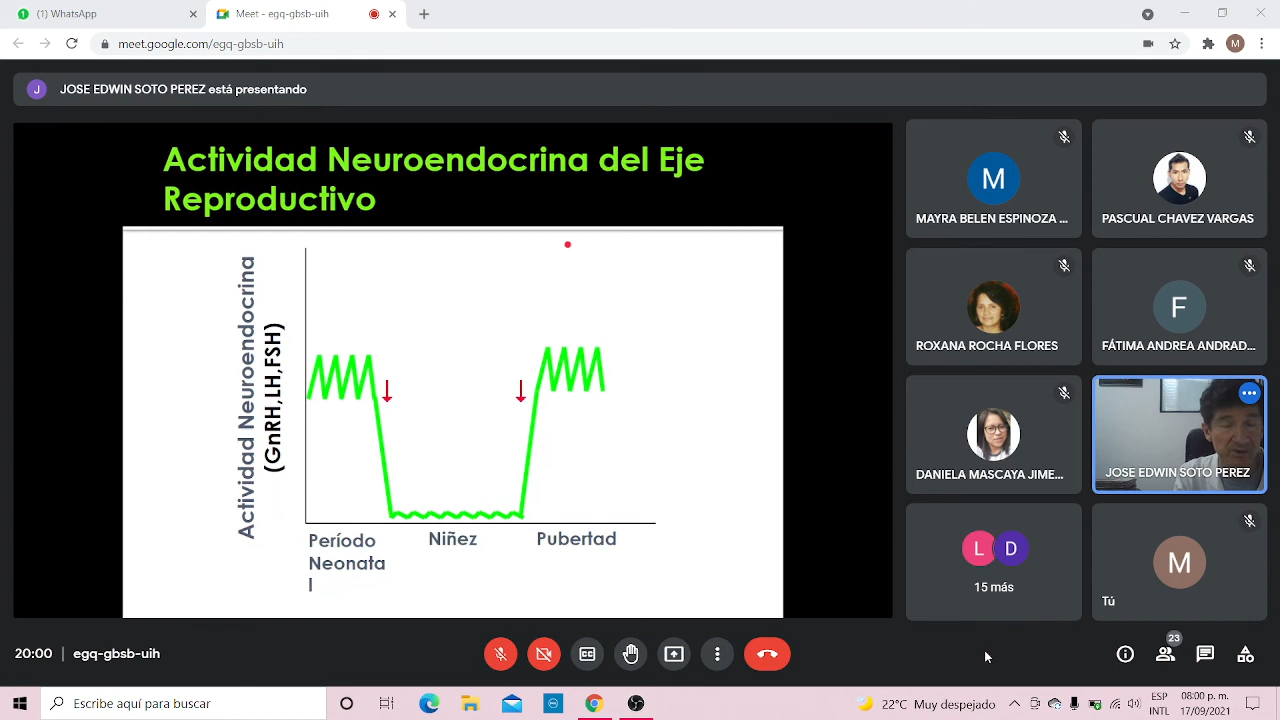 (1) WhatsApp
Meet - egq-gbsb-uih
meet.google.com/egq-gbsb-uih
M
J
JOSE EDWIN SOTO PEREZ está presentando
Actividad Neuroendocrina del Eje
Reproductivo
Actividad Neuroendocrina
(GnRH,LH,FSH)
Período
Neonata
l
Niñez
Pubertad
M
MAYRA BELEN ESPINOZA ...
PASCUAL CHAVEZ VARGAS
ROXANA ROCHA FLORES
F
FÁTIMA ANDREA ANDRAD...
DANIELA MASCAYA JIME...
JOSE EDWIN SOTO PEREZ
L D
15 más
M
Tú
20:00 | egq-gbsb-uih
23
Escribe aquí para buscar
22°C Muy despejado
ESP
INTL
08:00 p. m.
17/09/2021